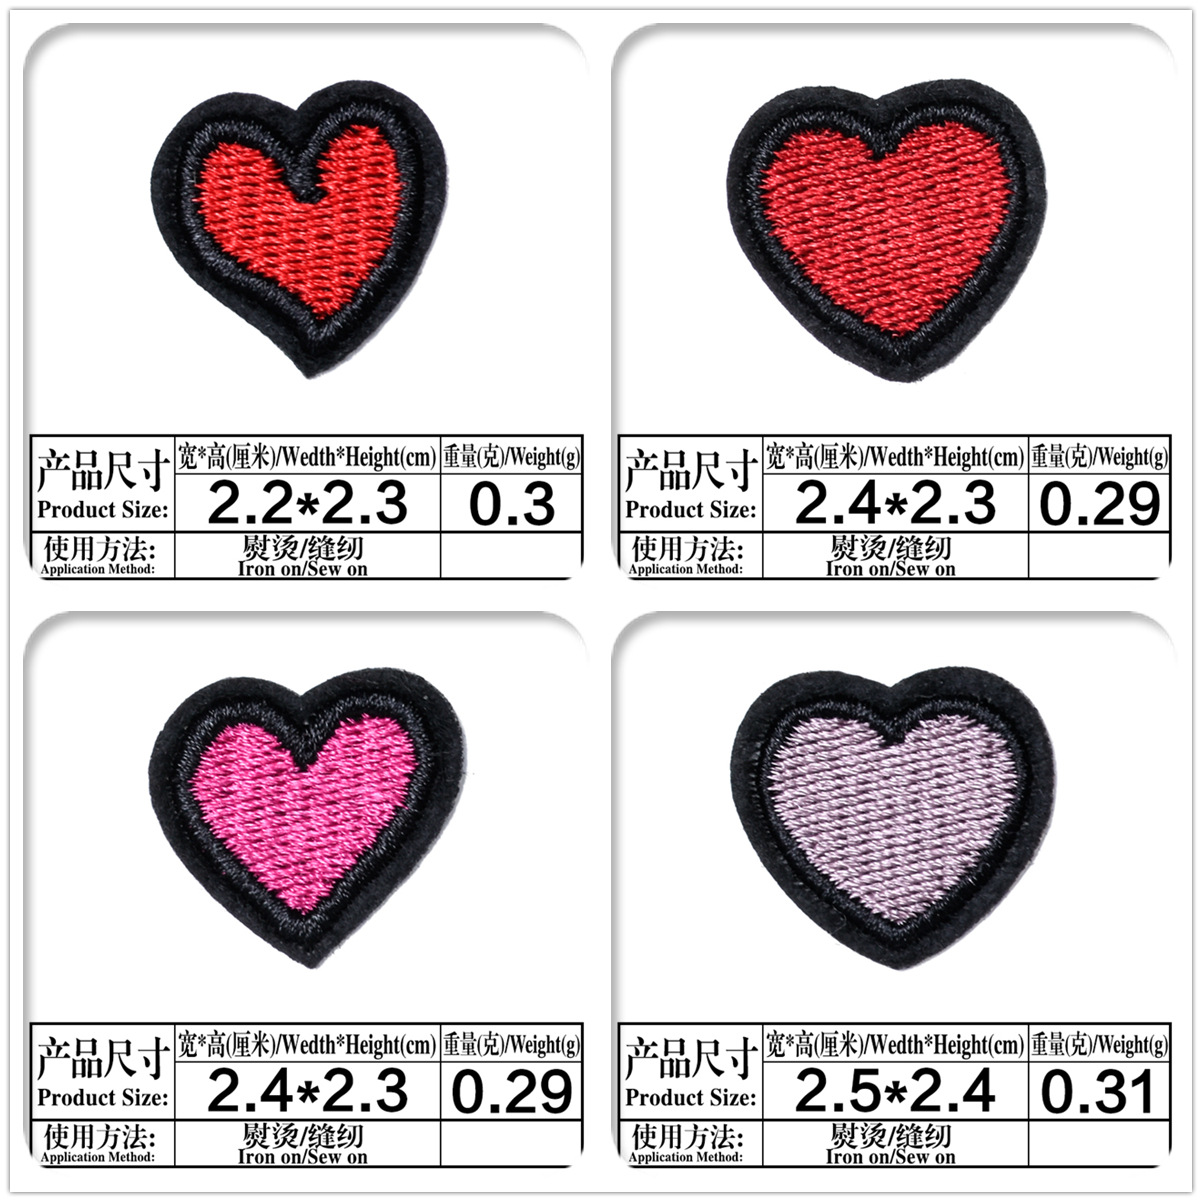 产品尺寸
Product Size:
宽*高(厘米)/Wedth*Height(cm)
重量(克)/Weight(g)
2.2*2.3
0.3
使用方法:
Application Method:
熨烫/缝纫
Iron on/Sew on
产品尺寸
Product Size:
宽*高(厘米)/Wedth*Height(cm)
重量(克)/Weight(g)
2.4*2.3
0.29
使用方法:
Application Method:
熨烫/缝纫
Iron on/Sew on
产品尺寸
Product Size:
宽*高(厘米)/Wedth*Height(cm)
重量(克)/Weight(g)
2.4*2.3
0.29
使用方法:
Application Method:
熨烫/缝纫
Iron on/Sew on
产品尺寸
Product Size:
宽*高(厘米)/Wedth*Height(cm)
重量(克)/Weight(g)
2.5*2.4
0.31
使用方法:
Application Method:
熨烫/缝纫
Iron on/Sew on